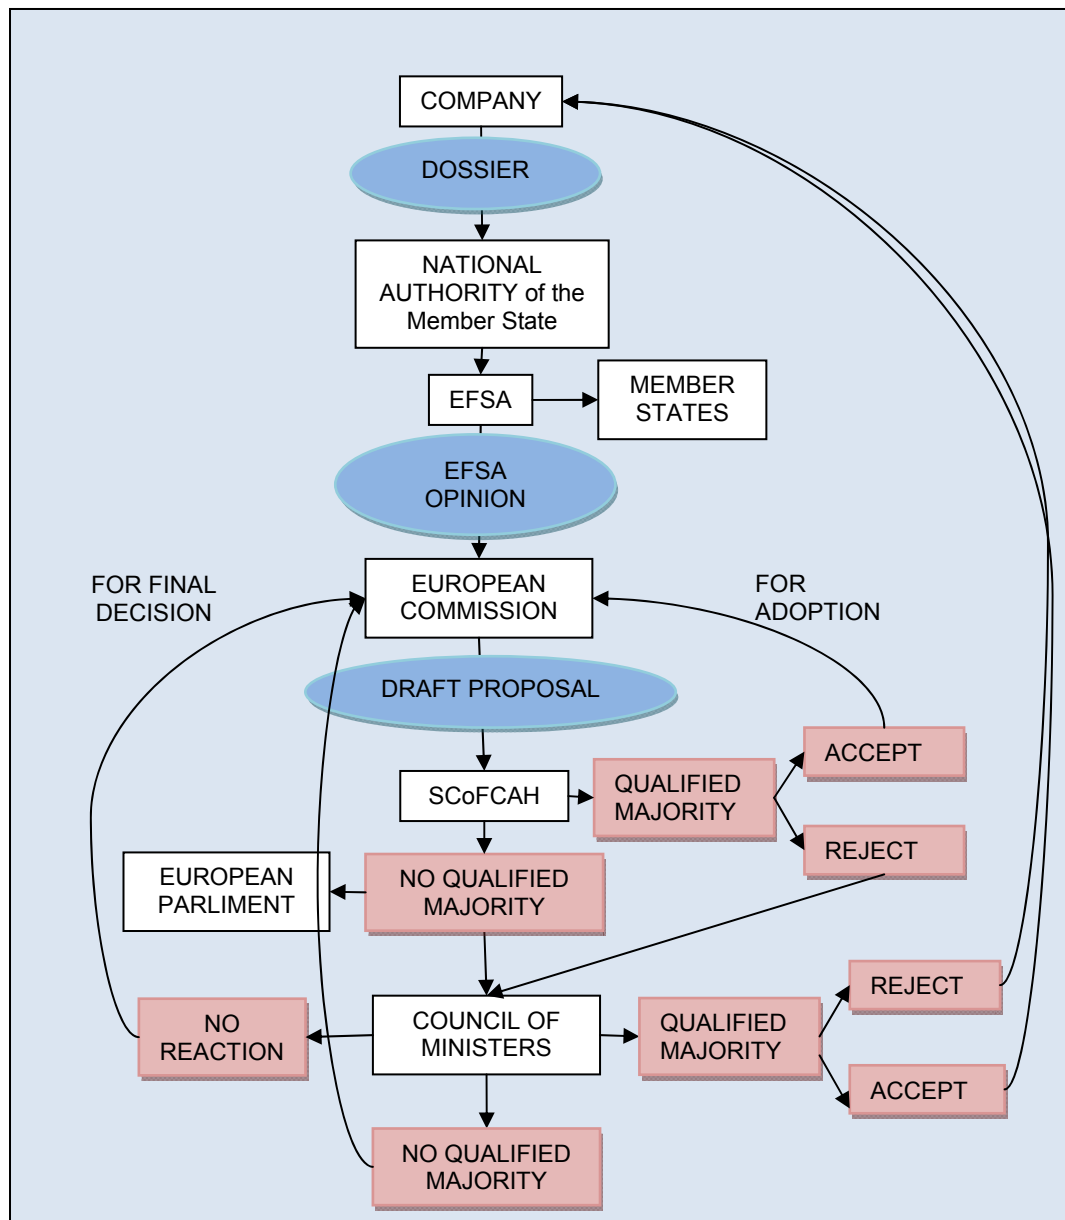 COMPANY
DOSSIER
NATIONAL
AUTHORITY of the
Member State
EFSA
MEMBER
STATES
EFSA
OPINION
FOR FINAL
DECISION
EUROPEAN
COMMISSION
FOR
ADOPTION
DRAFT PROPOSAL
ACCEPT
SCoFCAH
QUALIFIED
MAJORITY
REJECT
EUROPEAN
PARLIMENT
NO QUALIFIED
MAJORITY
REJECT
NO
REACTION
COUNCIL OF
MINISTERS
QUALIFIED
MAJORITY
ACCEPT
NO QUALIFIED
MAJORITY